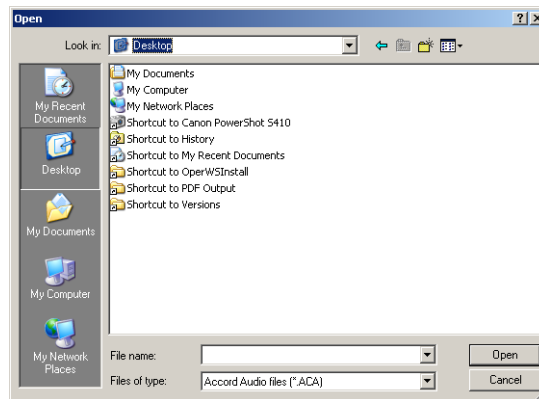 Open
Look in:
Desktop
My Recent
Documents
Desktop
My Documents
My Computer
My Network
Places
My Documents
My Computer
My Network Places
Shortcut to Canon PowerShot S410
Shortcut to History
Shortcut to My Recent Documents
Shortcut to OperWSInstall
Shortcut to PDF Output
Shortcut to Versions
File name:
Open
Files of type:
Accord Audio files (*.ACA)
Cancel